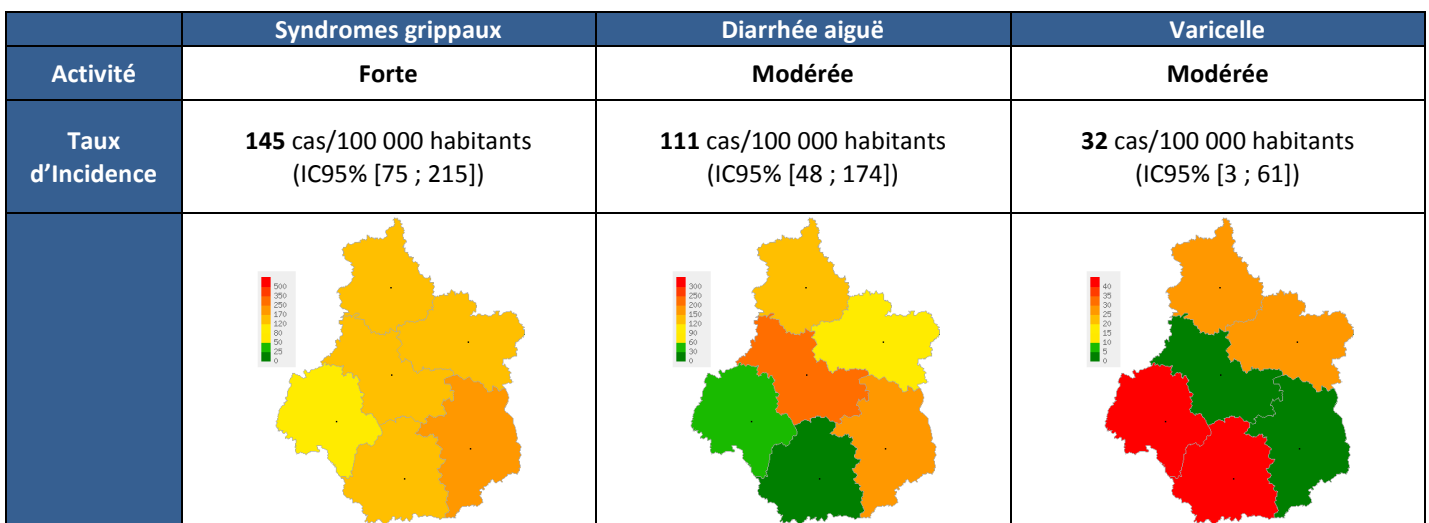 Syndromes grippaux
Diarrhée aiguë
Varicelle
Activité
Forte
Modérée
Modérée
Taux
d’Incidence
145 cas/100 000 habitants
(IC95% [75 ; 215])
111 cas/100 000 habitants
(IC95% [48 ; 174])
32 cas/100 000 habitants
(IC95% [3 ; 61])
500
350
250
170
120
80
50
25
0
300
250
200
150
120
90
60
30
0
40
35
30
25
20
15
10
5
0